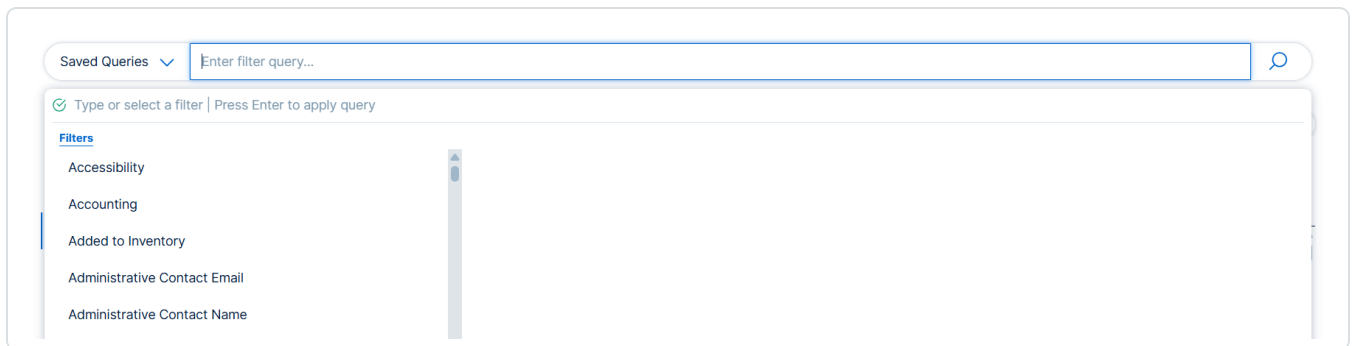 Saved Queries
Enter filter query...
Type or select a filter | Press Enter to apply query
Filters
Accessibility
Accounting
Added to Inventory
Administrative Contact Email
Administrative Contact Name